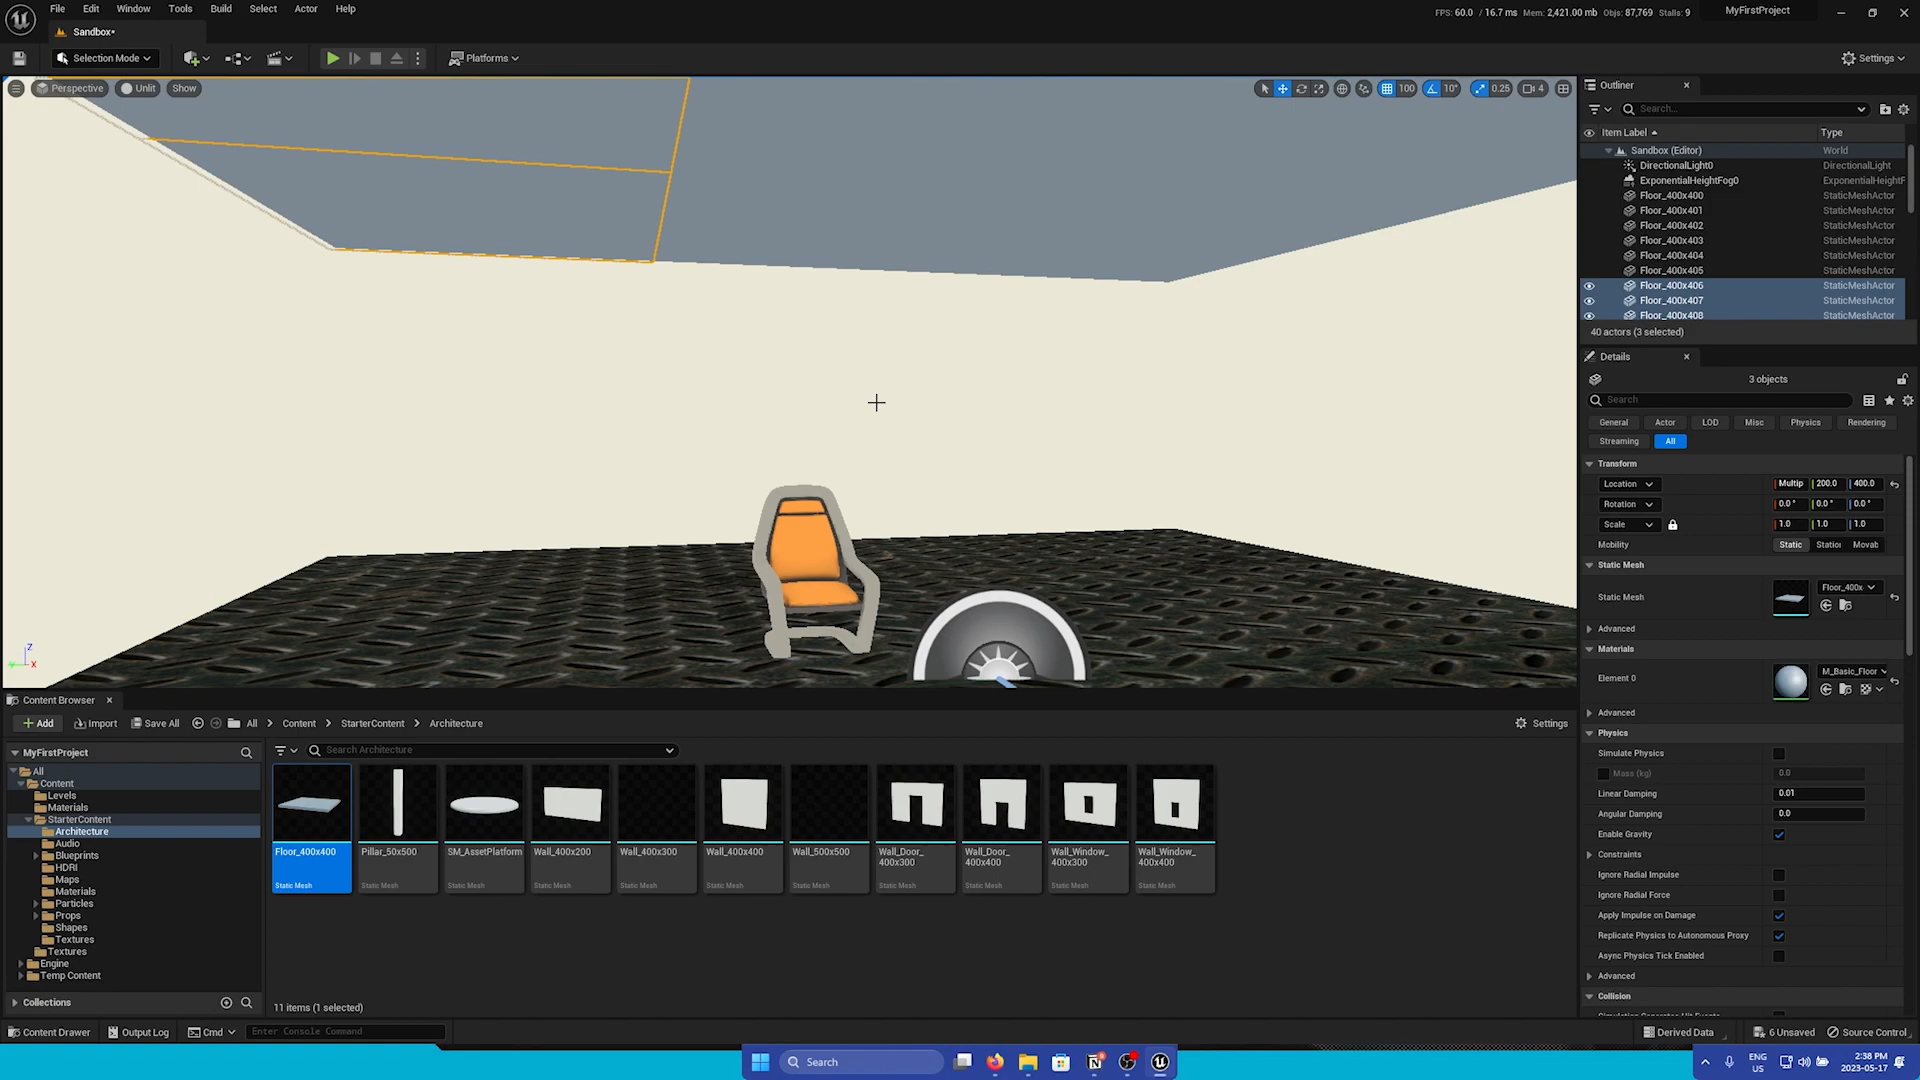 File Edit Window Tools Build Select Actor Help
FPS: 60.0 / 16.7 ms Mem: 2,421.00 mb Objs: 87,769 Stalls: 9
MyFirstProject
Sandbox*
Selection Mode
Platforms
Settings
Perspective Unlit Show
100 10° 0.25 4
Outliner
Search...
Item Label Type
Sandbox (Editor) World
DirectionalLight0 DirectionalLight
ExponentialHeightFog0 ExponentialHeightF
Floor_400x400 StaticMeshActor
Floor_400x401 StaticMeshActor
Floor_400x402 StaticMeshActor
Floor_400x403 StaticMeshActor
Floor_400x404 StaticMeshActor
Floor_400x405 StaticMeshActor
Floor_400x406 StaticMeshActor
Floor_400x407 StaticMeshActor
Floor_400x408 StaticMeshActor
40 actors (3 selected)
Details
3 objects
Search
General Actor LOD Misc Physics Rendering
Streaming All
Transform
Location Multip 200.0 400.0
Rotation 0.0° 0.0° 0.0°
Scale 1.0 1.0 1.0
Mobility Static Station Movab
Static Mesh
Static Mesh Floor_400x
Advanced
Materials
Element 0 M_Basic_Floor
Advanced
Physics
Simulate Physics
Mass (kg) 0.0
Linear Damping 0.01
Angular Damping 0.0
Enable Gravity
Constraints
Ignore Radial Impulse
Ignore Radial Force
Apply Impulse on Damage
Replicate Physics to Autonomous Proxy
Async Physics Tick Enabled
Advanced
Collision
Z
X
Content Browser
Add Import Save All All Content StarterContent Architecture Settings
MyFirstProject
Search Architecture
All
Content
Levels
Materials
StarterContent
Architecture
Audio
Blueprints
HDRI
Maps
Materials
Particles
Props
Shapes
Textures
Textures
Engine
Temp Content
Collections
Floor_400x400 Static Mesh
Pillar_50x500 Static Mesh
SM_AssetPlatform Static Mesh
Wall_400x200 Static Mesh
Wall_400x300 Static Mesh
Wall_400x400 Static Mesh
Wall_500x500 Static Mesh
Wall_Door_
400x300 Static Mesh
Wall_Door_
400x400 Static Mesh
Wall_Window_
400x300 Static Mesh
Wall_Window_
400x400 Static Mesh
11 items (1 selected)
Content Drawer Output Log Cmd Enter Console Command
Derived Data 6 Unsaved Source Control
Search
ENG
US
2:38 PM
2023-05-17